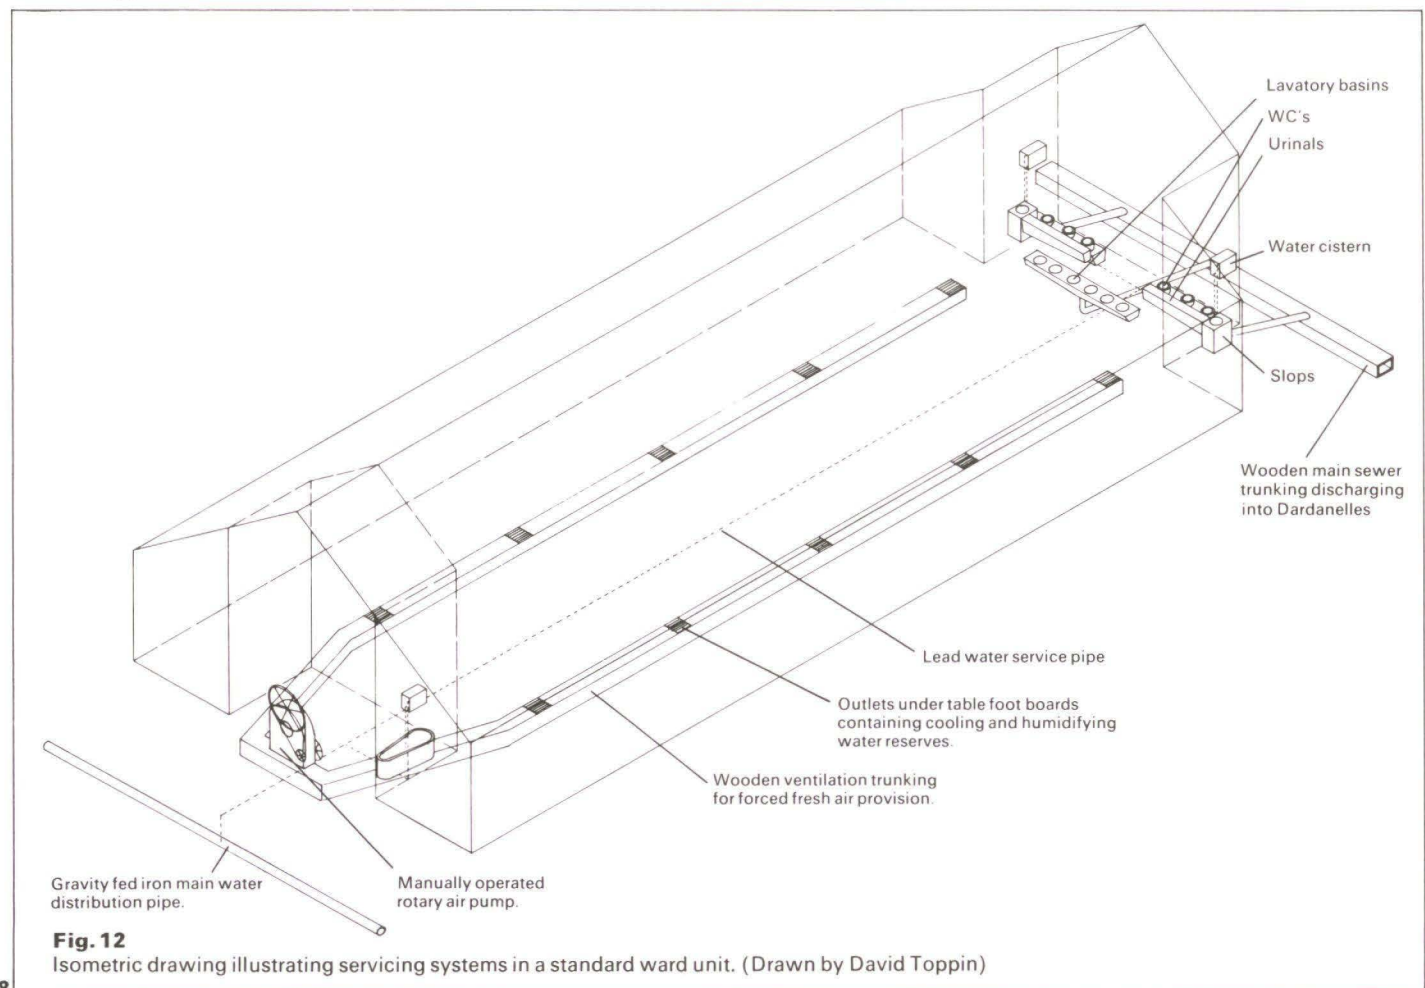 Lavatory basins
WC's
Urinals
Water cistern
Slops
Wooden main sewer
trunking discharging
into Dardanelles
Lead water service pipe
Outlets under table foot boards
containing cooling and humidifying
water reserves.
Wooden ventilation trunking
for forced fresh air provision.
Gravity fed iron main water
distribution pipe.
Manually operated
rotary air pump.
Fig. 12
Isometric drawing illustrating servicing systems in a standard ward unit. (Drawn by David Toppin)